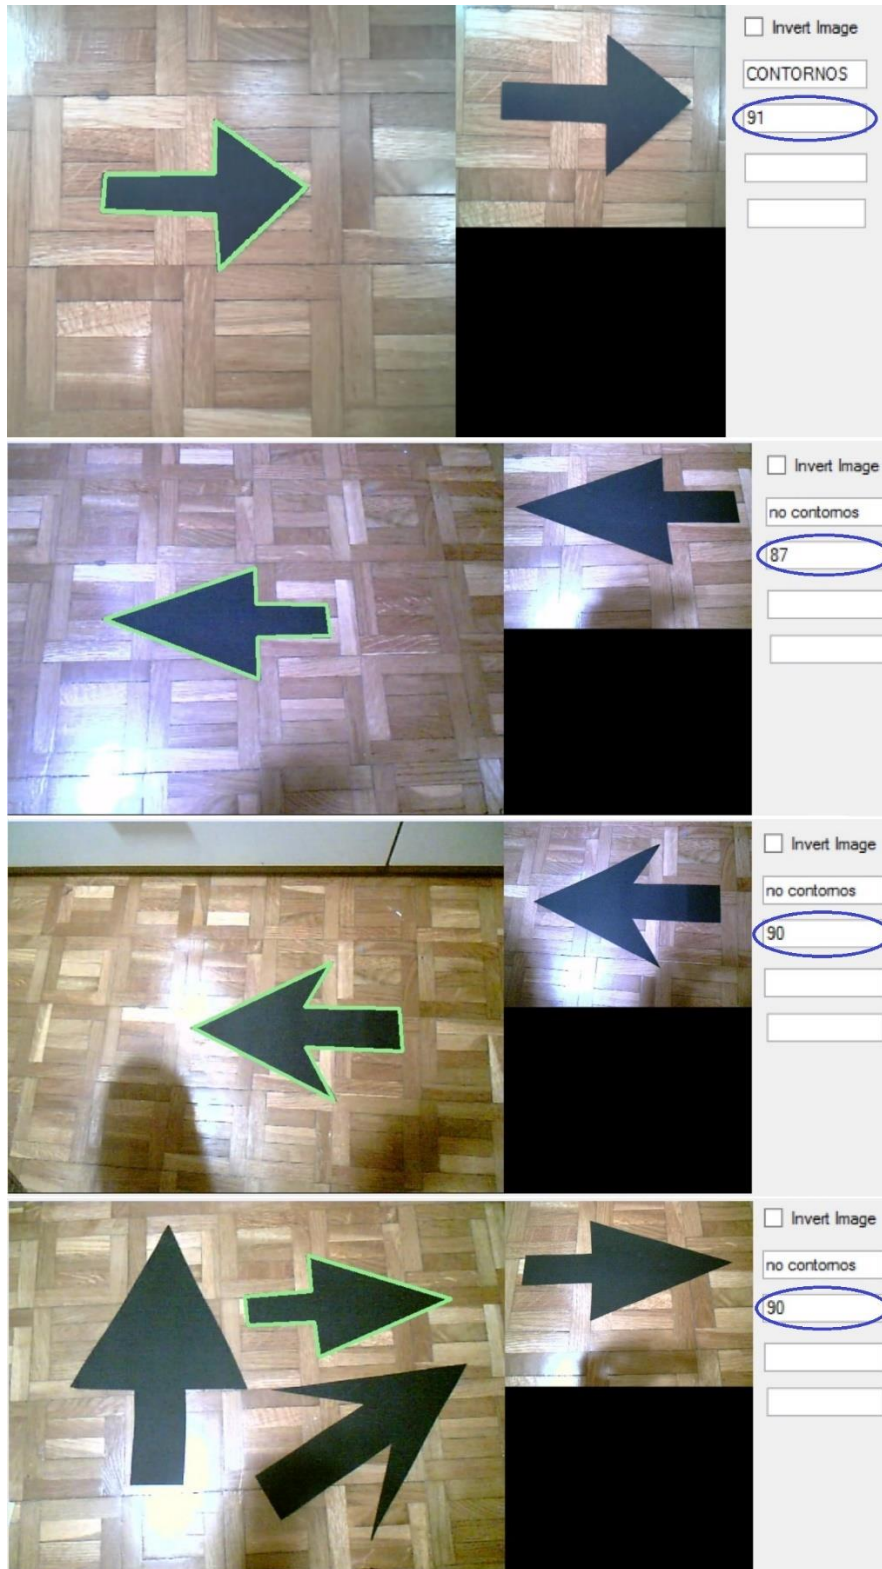 Invert Image
CONTORNOS
91
Invert Image
no contornos
87
Invert Image
no contornos
90
Invert Image
no contornos
90